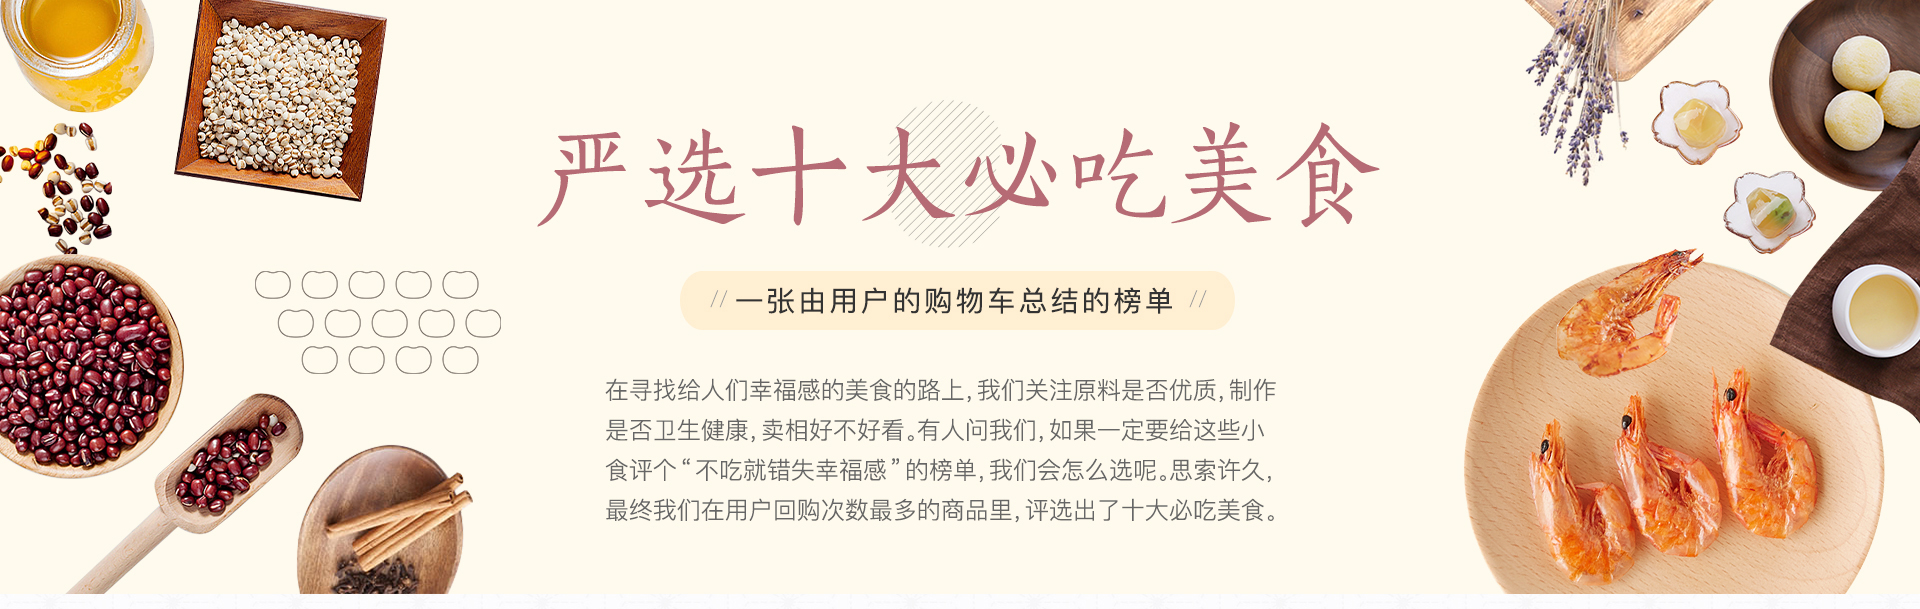 严选十大必吃美食
// 一张由用户的购物车总结的榜单 //
在寻找给人们幸福感的美食的路上，我们关注原料是否优质，制作
是否卫生健康，卖相好不好看。有人问我们，如果一定要给这些小
食评个“不吃就错失幸福感”的榜单，我们会怎么选呢。思索许久，
最终我们在用户回购次数最多的商品里，评选出了十大必吃美食。